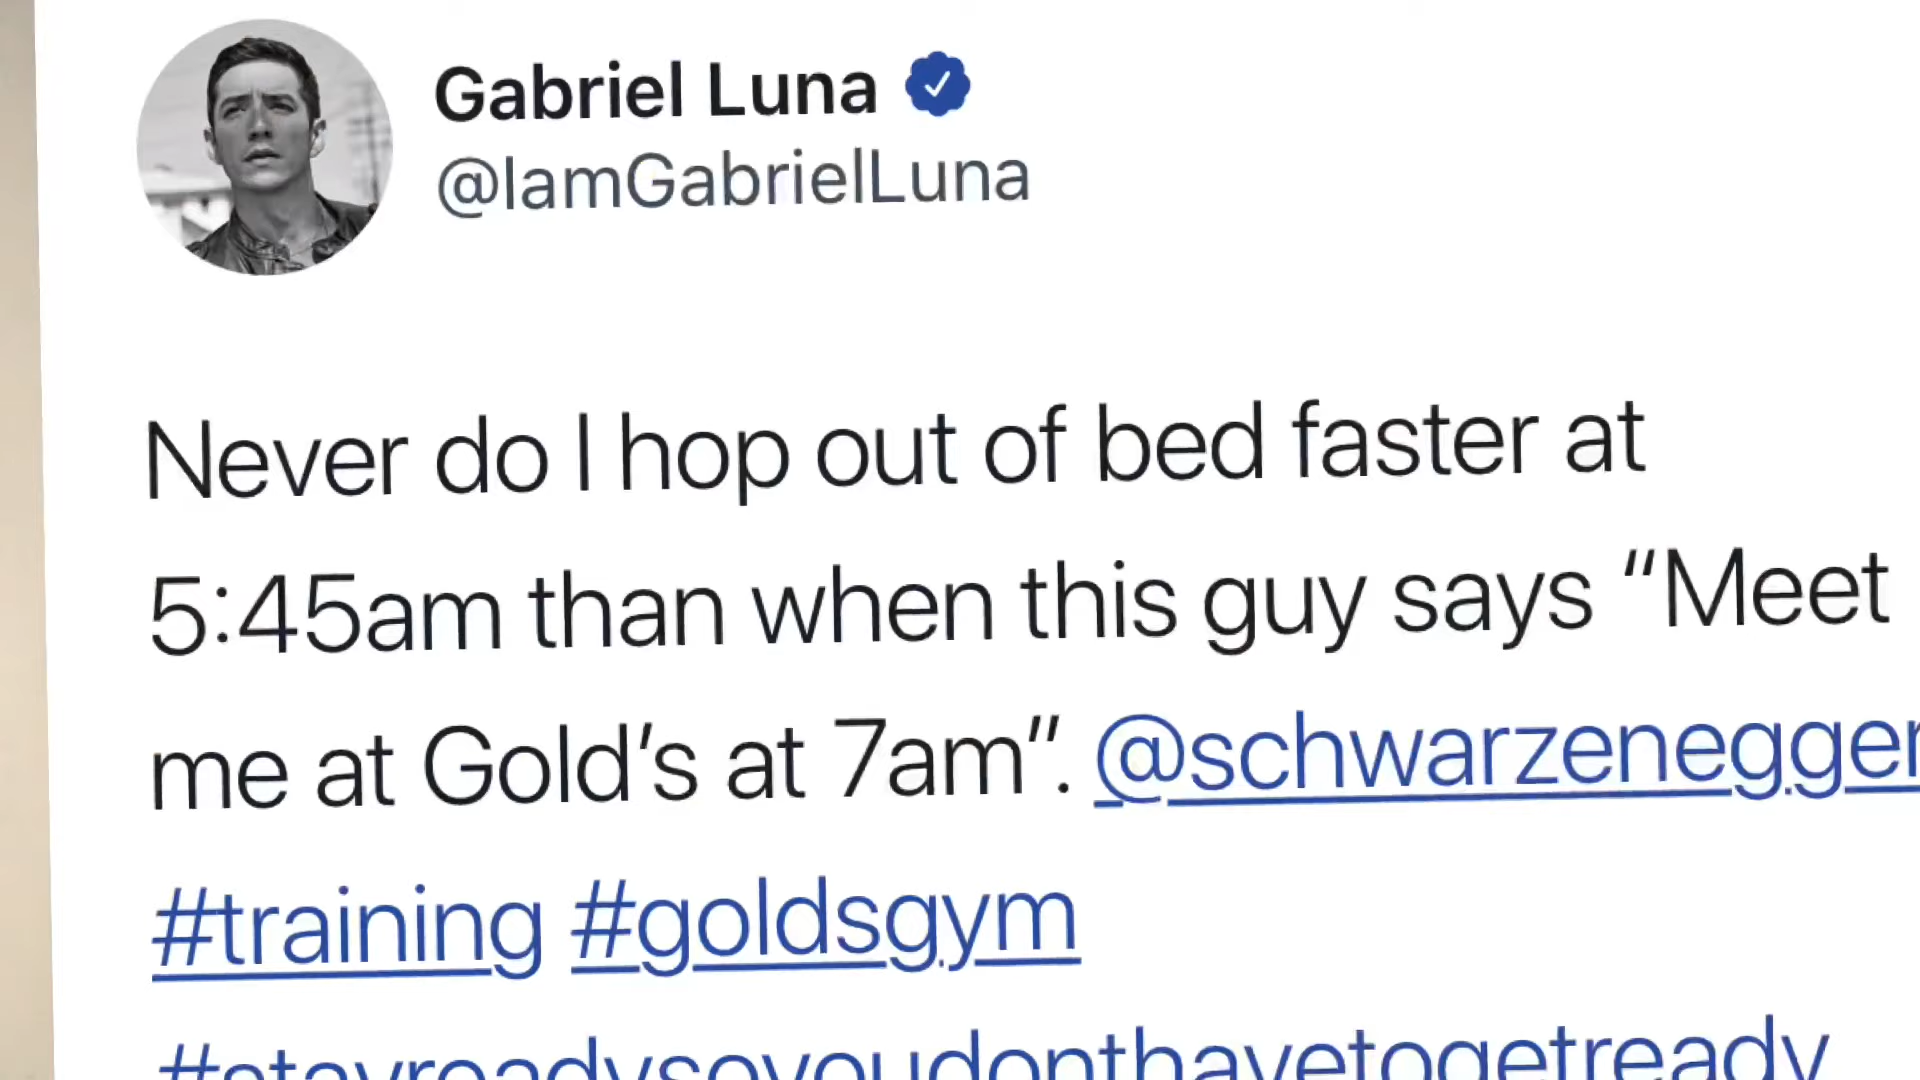 Gabriel Luna
@IamGabrielLuna
Never do I hop out of bed faster at
5:45am than when this guy says “Meet
me at Gold’s at 7am”. @schwarzenegger
#training #goldsgym
#stayreadysoyoudonthavetogetready